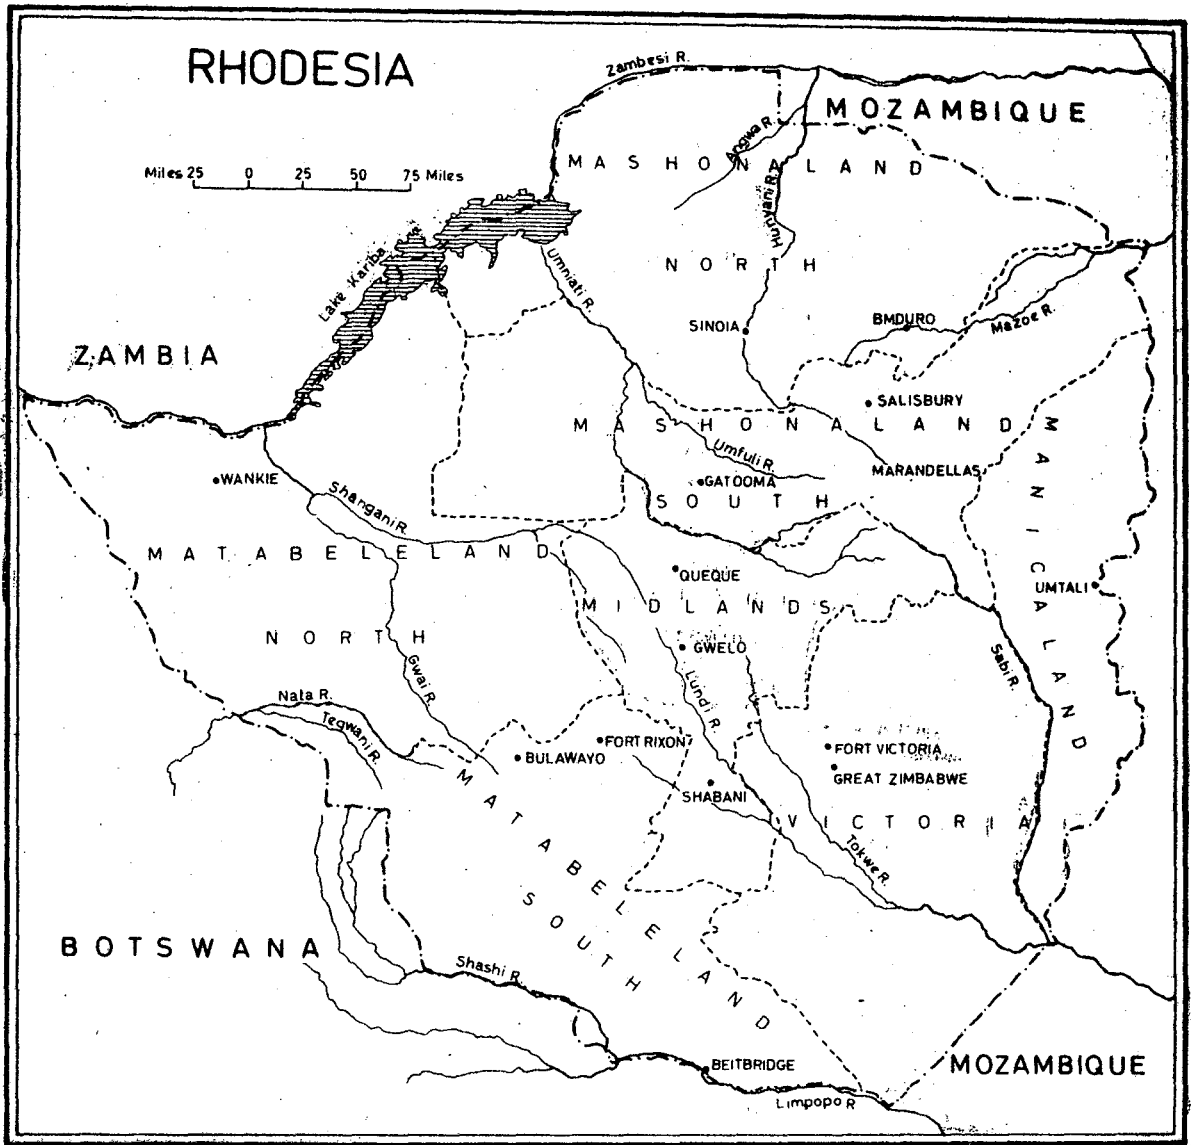 RHODESIA
Zambesi R.
MOZAMBIQUE
Angwa R.
MASHONALAND
Miles 25 0 25 50 75 Miles
Hunyani R.
Lake Kariba
Umniati R.
NORTH
SINOIA
BMDURO
Mazoe R.
ZAMBIA
SALISBURY
MASHONALAND
MANICALAND
Umfuli R.
MARANDELLAS
WANKIE
GATOOMA
Shangani R.
SOUTH
MATABELELAND
QUEQUE
UMTALI
MIDLANDS
NORTH
GWELO
Sabi R.
Gwai R.
Lundi R.
Nata R.
Tegwani R.
FORT RIXON
FORT VICTORIA
BULAWAYO
GREAT ZIMBABWE
MATABELELAND
SHABANI
VICTORIA
Tokwe R.
SOUTH
BOTSWANA
Shashi R.
BEITBRIDGE
MOZAMBIQUE
Limpopo R